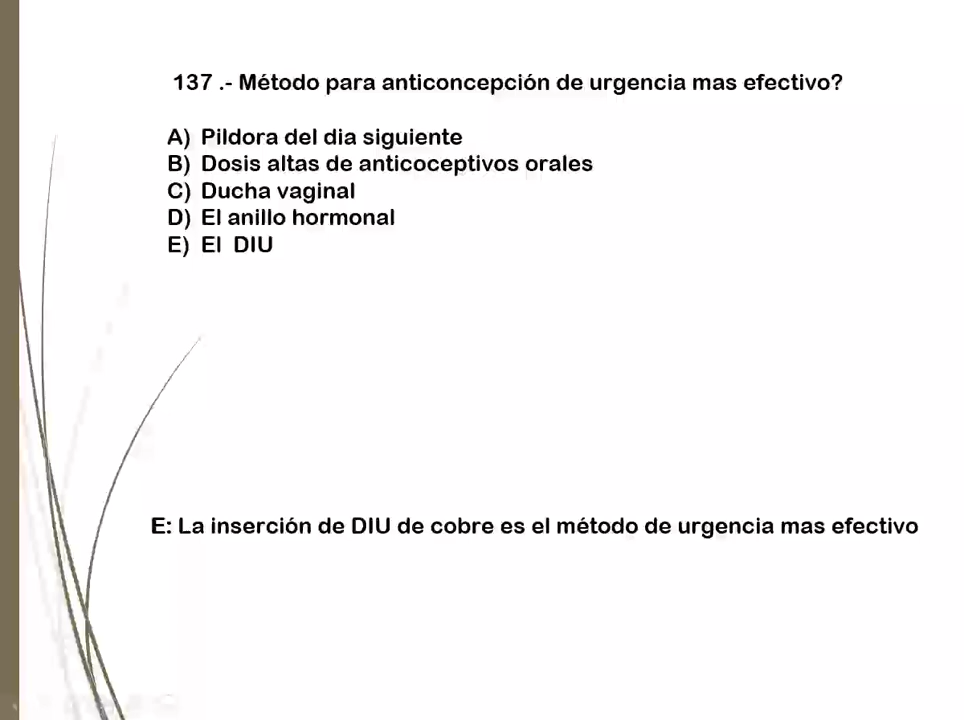 137 .- Método para anticoncepción de urgencia mas efectivo?
A) Pildora del dia siguiente
B) Dosis altas de anticoceptivos orales
C) Ducha vaginal
D) El anillo hormonal
E) El DIU
E: La inserción de DIU de cobre es el método de urgencia mas efectivo